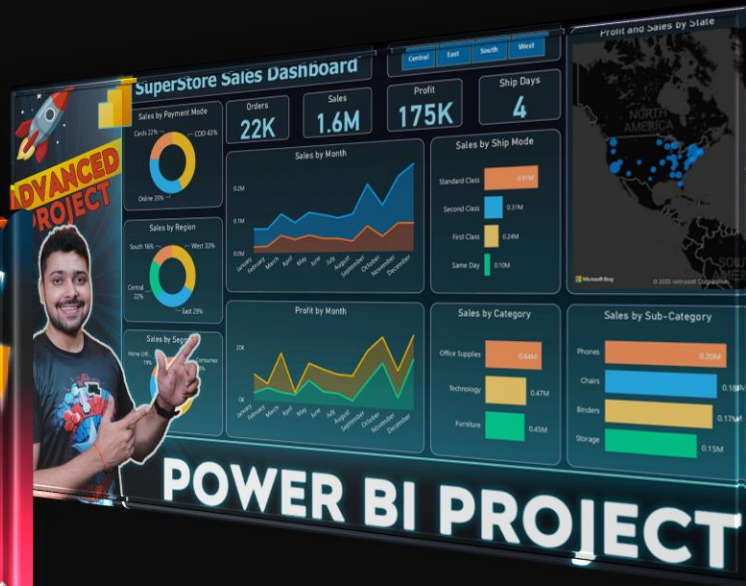 SuperStore Sales Dashboard
Central
East
South
West
Profit and Sales by State
ADVANCED
PROJECT
Sales by Payment Mode
Cards 22%
COD 43%
Online 35%
Orders
22K
Sales
1.6M
Profit
175K
Ship Days
4
Sales by Month
0.2M
0.1M
0.0M
January
February
March
April
May
June
July
August
September
October
November
December
Sales by Ship Mode
Standard Class
0.91M
Second Class
0.31M
First Class
0.24M
Same Day
0.10M
NORTH
AMERICA
Microsoft Bing
Sales by Region
South 16%
West 33%
Central
22%
East 29%
Profit by Month
20K
0K
January
February
March
April
May
June
July
August
September
October
November
December
Sales by Category
Office Supplies
0.64M
Technology
0.47M
Furniture
0.45M
Sales by Sub-Category
Phones
0.20M
Chairs
Binders
0.17M
Storage
0.15M
Home Off...
19%
POWER BI PROJECT